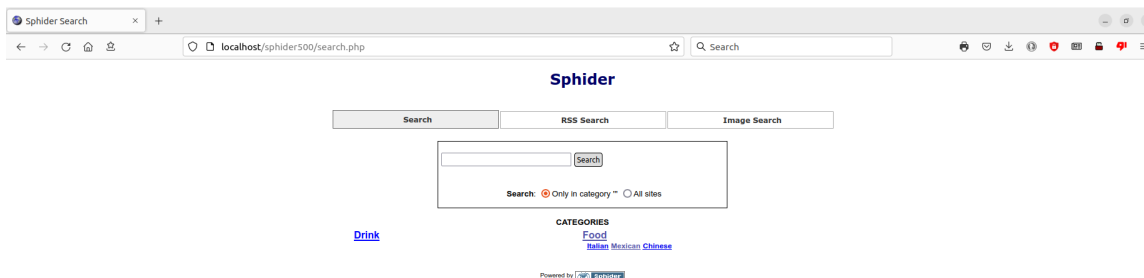 Sphider Search
localhost/sphider500/search.php
Search
Sphider
Search RSS Search Image Search
Search
Search: Only in category "" All sites
CATEGORIES
Drink Food
Italian Mexican Chinese
Powered by Sphider